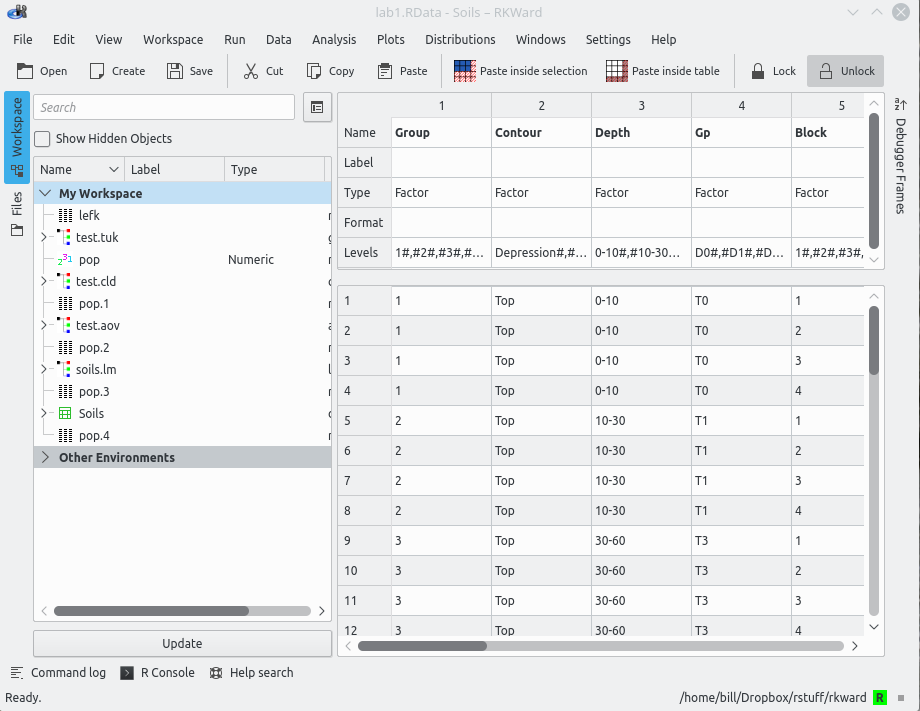 lab1.RData - Soils – RKWard
File Edit View Workspace Run Data Analysis Plots Distributions Windows Settings Help
Open Create Save Cut Copy Paste Paste inside selection Paste inside table Lock Unlock
Workspace
Files
Search
Show Hidden Objects
Name Label Type
My Workspace
lefk
test.tuk
pop Numeric
test.cld
pop.1
test.aov
pop.2
soils.lm
pop.3
Soils
pop.4
Other Environments
Update
1 2 3 4 5
Name Group Contour Depth Gp Block
Label
Type Factor Factor Factor Factor Factor
Format
Levels 1#,#2#,#3#,#... Depression#,#... 0-10#,#10-30... D0#,#D1#,#D... 1#,#2#,#3#,
1 1 Top 0-10 T0 1
2 1 Top 0-10 T0 2
3 1 Top 0-10 T0 3
4 1 Top 0-10 T0 4
5 2 Top 10-30 T1 1
6 2 Top 10-30 T1 2
7 2 Top 10-30 T1 3
8 2 Top 10-30 T1 4
9 3 Top 30-60 T3 1
10 3 Top 30-60 T3 2
11 3 Top 30-60 T3 3
12 3 Top 30-60 T3 4
Debugger Frames
Command log R Console Help search
Ready. /home/bill/Dropbox/rstuff/rkward R